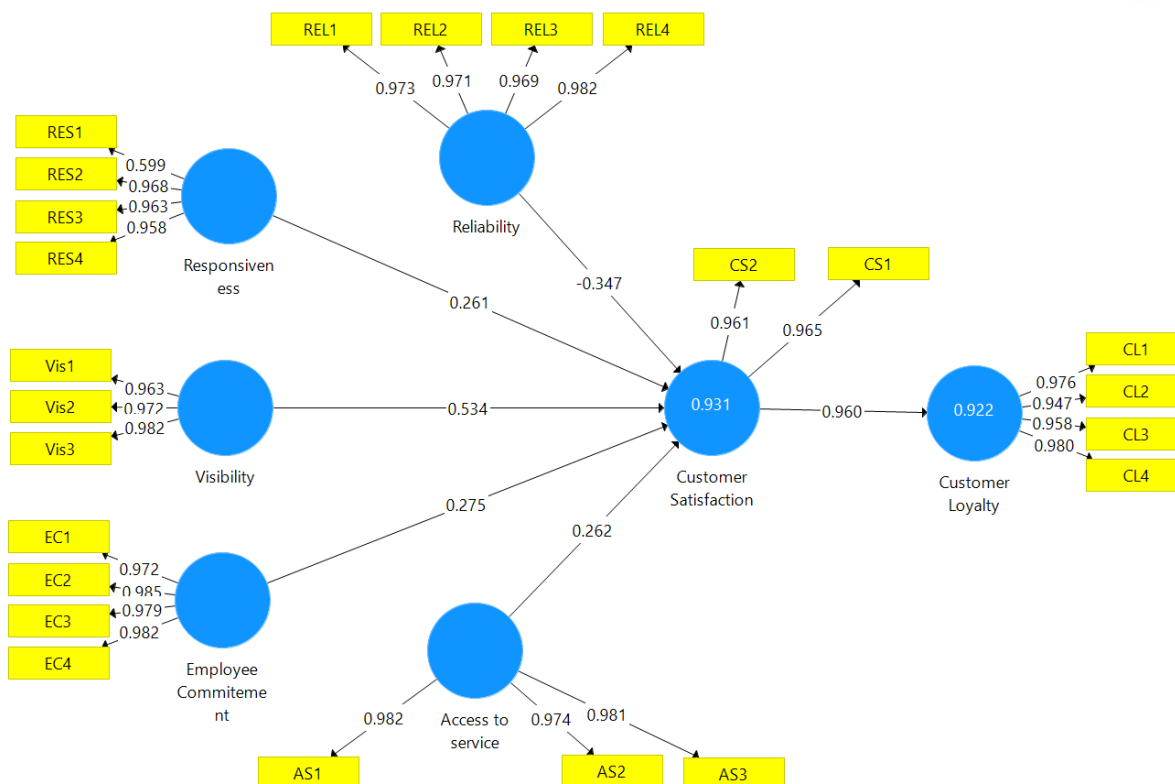 REL1
REL2
REL3
REL4
0.973
0.971
0.969
0.982
Reliability
RES1
RES2
RES3
RES4
0.599
0.968
0.963
0.958
Responsiven
ess
0.261
-0.347
CS2
CS1
0.961
0.965
Vis1
Vis2
Vis3
0.963
0.972
0.982
Visibility
0.534
0.931
Customer
Satisfaction
0.960
0.922
Customer
Loyalty
0.976
0.947
0.958
0.980
CL1
CL2
CL3
CL4
EC1
EC2
EC3
EC4
0.972
0.985
0.979
0.982
Employee
Commiteme
nt
0.275
0.262
Access to
service
0.982
0.974
0.981
AS1
AS2
AS3